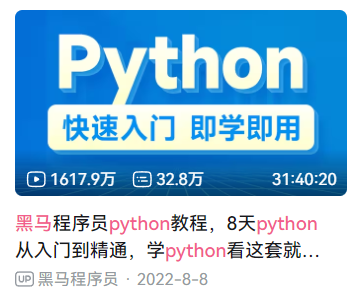 Python
快速入门 即学即用
1617.9万 32.8万 31:40:20
黑马程序员python教程，8天python
从入门到精通，学python看这套就...
UP 黑马程序员 · 2022-8-8